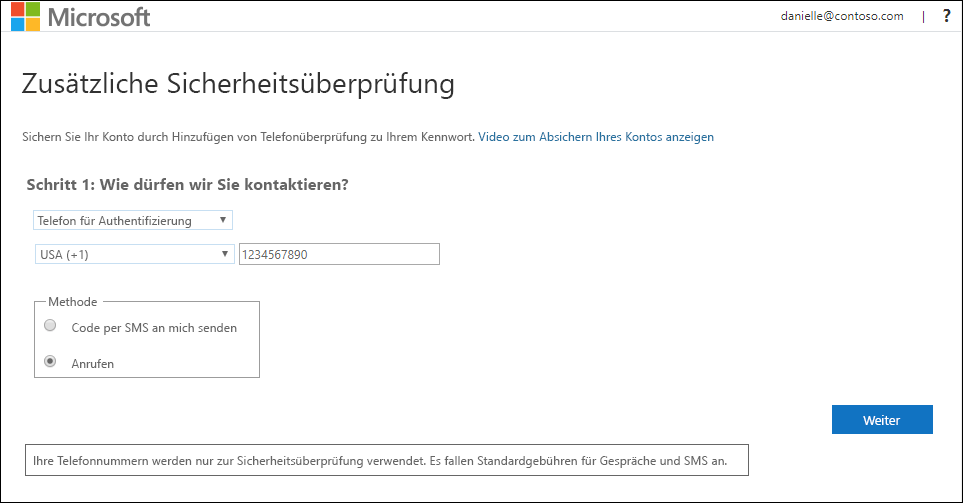 Microsoft
danielle@contoso.com | ?
Zusätzliche Sicherheitsüberprüfung
Sichern Sie Ihr Konto durch Hinzufügen von Telefonüberprüfung zu Ihrem Kennwort. Video zum Absichern Ihres Kontos anzeigen
Schritt 1: Wie dürfen wir Sie kontaktieren?
Telefon für Authentifizierung
USA (+1) 1234567890
Methode
Code per SMS an mich senden
Anrufen
Weiter
Ihre Telefonnummern werden nur zur Sicherheitsüberprüfung verwendet. Es fallen Standardgebühren für Gespräche und SMS an.